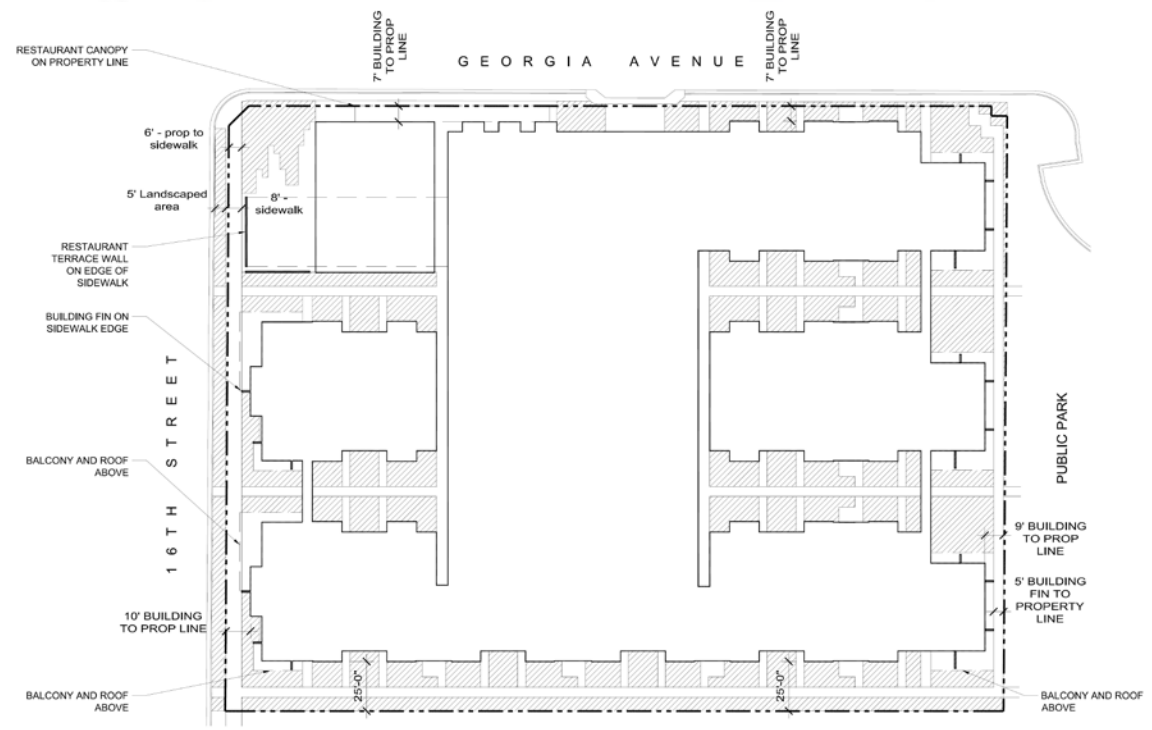 7' BUILDING
TO PROP
LINE
7' BUILDING
TO PROP
LINE
RESTAURANT CANOPY
ON PROPERTY LINE
GEORGIA AVENUE
6' - prop to
sidewalk
5' Landscaped
area
8' -
sidewalk
RESTAURANT
TERRACE WALL
ON EDGE OF
SIDEWALK
BUILDING FIN ON
SIDEWALK EDGE
16TH STREET
PUBLIC PARK
BALCONY AND ROOF
ABOVE
9' BUILDING
TO PROP
LINE
5' BUILDING
FIN TO
PROPERTY
LINE
10' BUILDING
TO PROP LINE
25'-0"
25'-0"
BALCONY AND ROOF
ABOVE
BALCONY AND ROOF
ABOVE